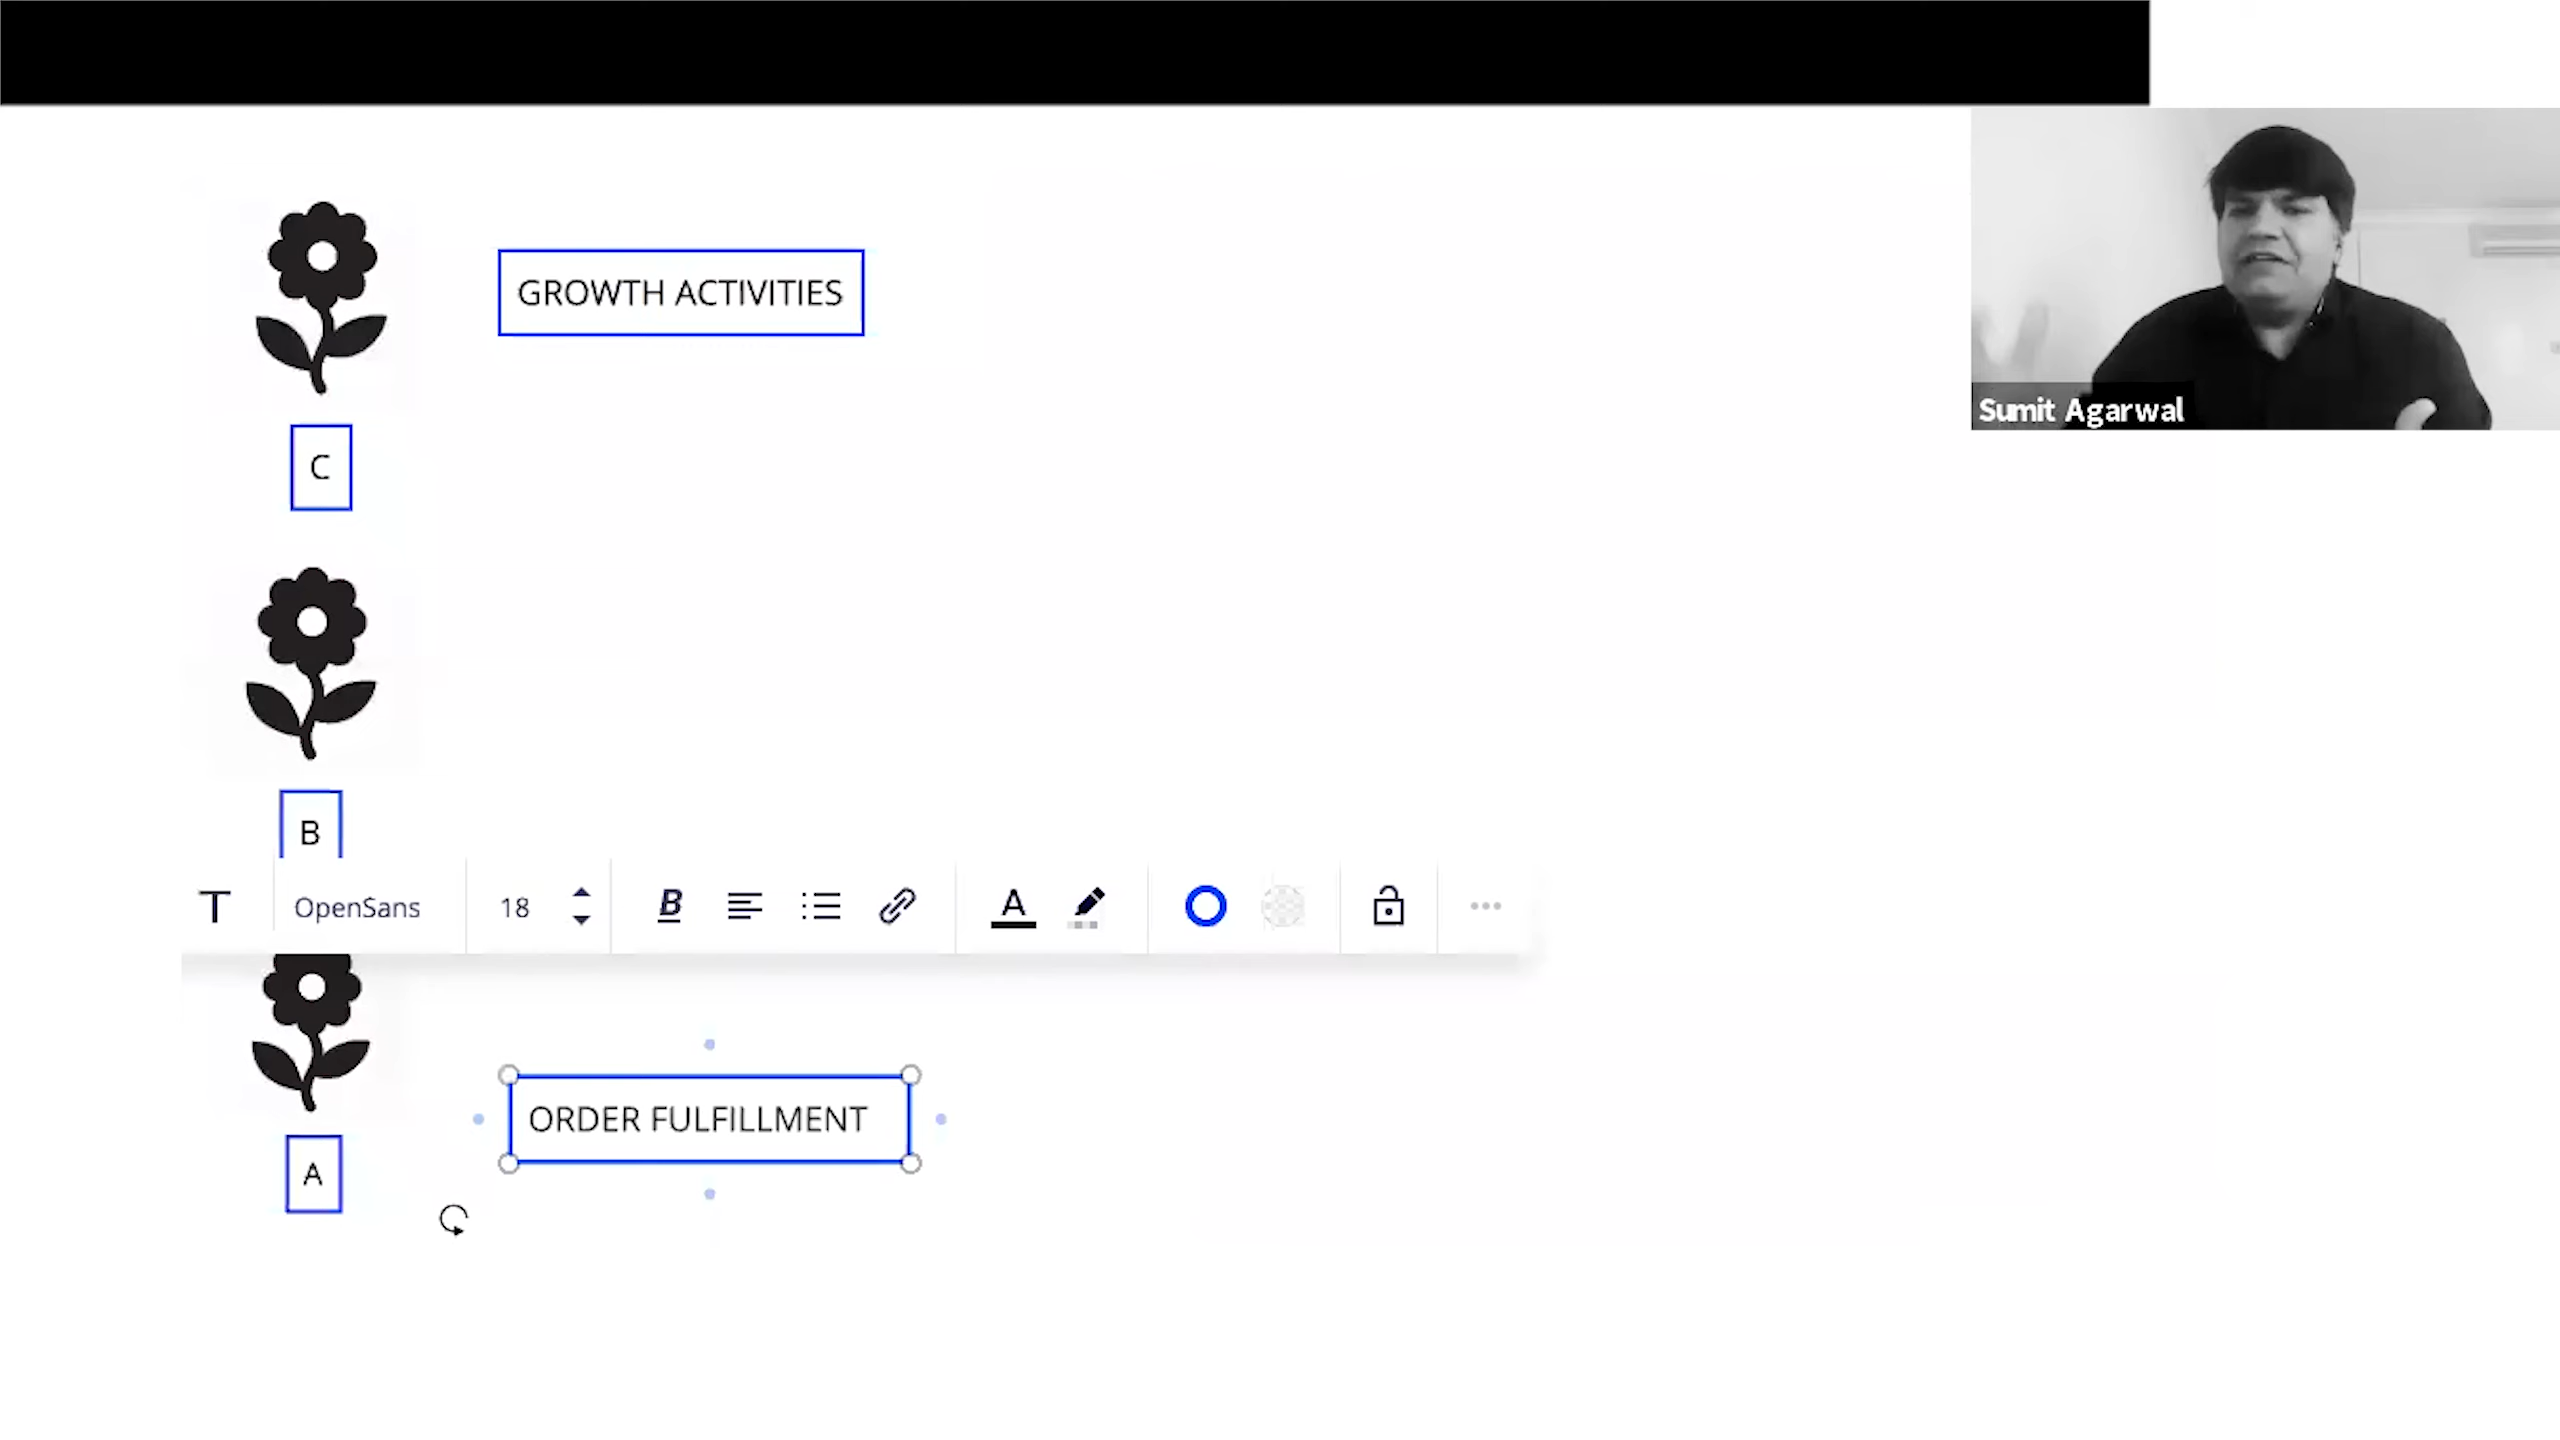 GROWTH ACTIVITIES
Sumit Agarwal
C
B
OpenSans
18
ORDER FULFILLMENT
A